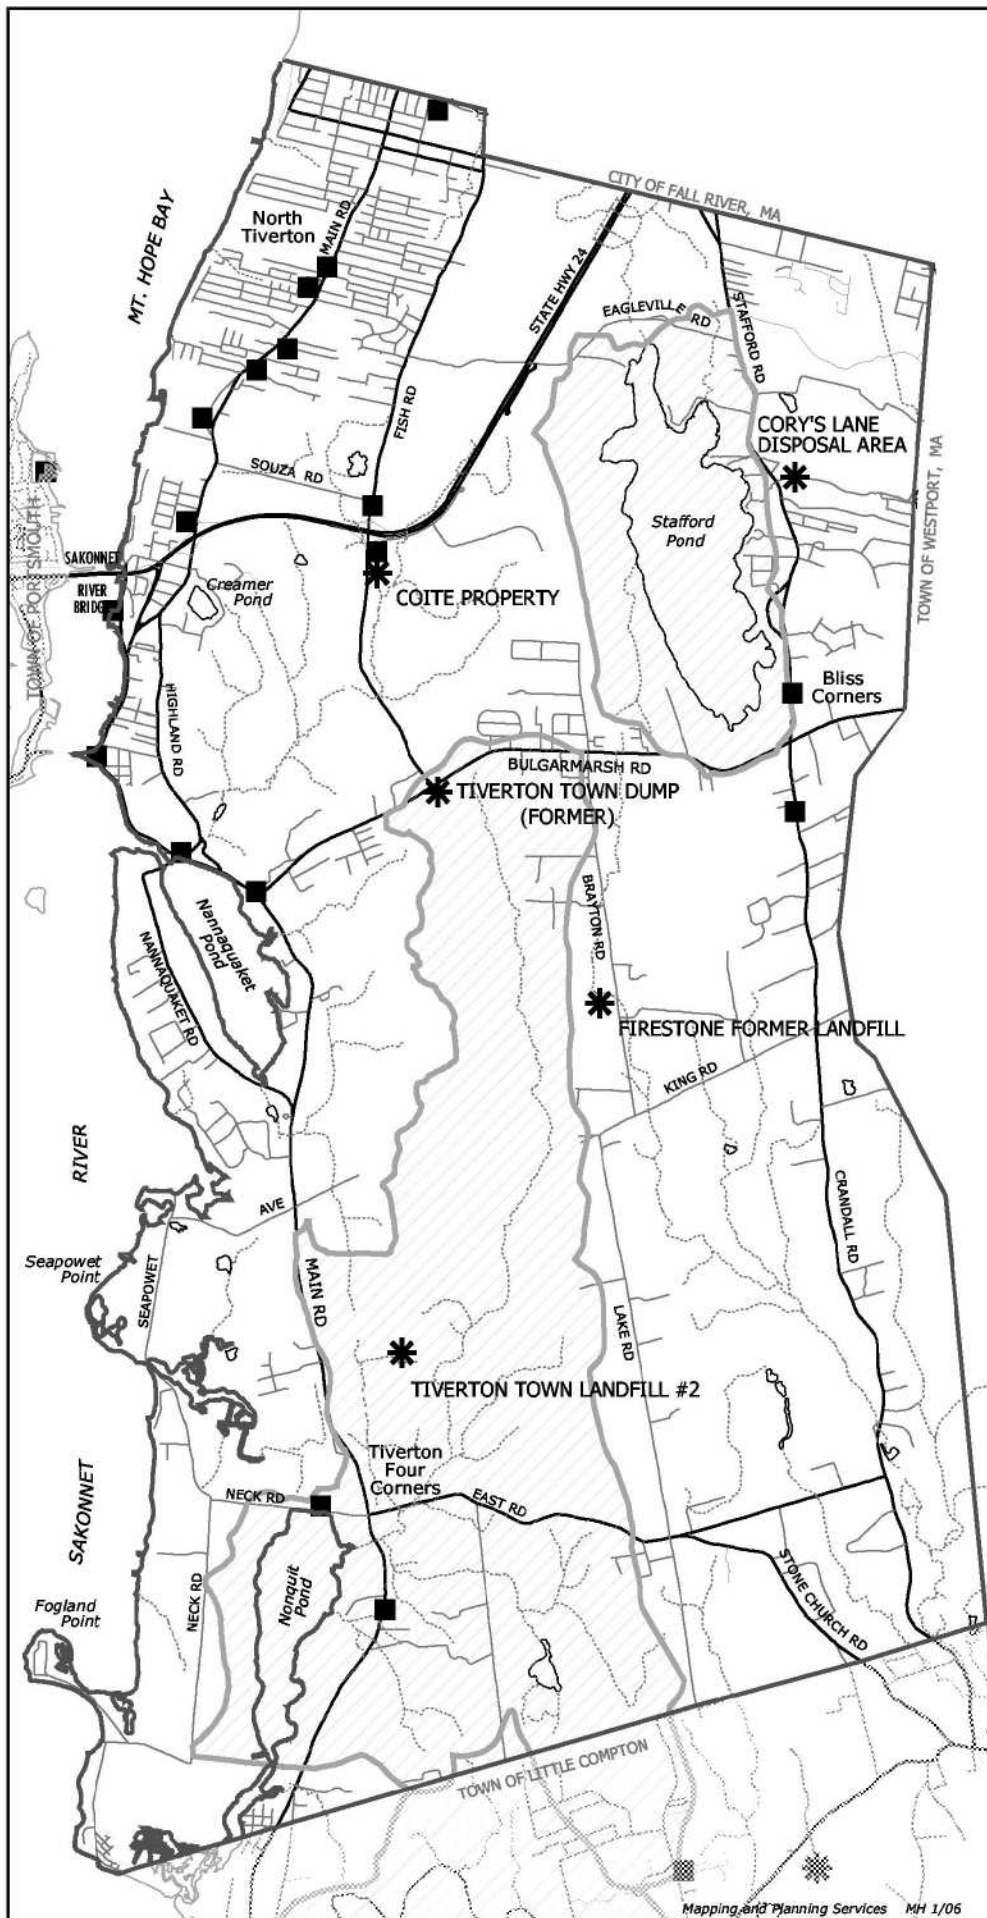 CITY OF FALL RIVER, MA
MT. HOPE BAY
North
Tiverton
MAIN RD
STATE HWY 24
EAGLEVILLE RD
STAFFORD RD
FISH RD
CORY'S LANE
DISPOSAL AREA
TOWN OF WESTPORT, MA
SOUZA RD
TOWN OF PORTSMOUTH
Stafford
Pond
SAKONNET
RIVER
BRIDGE
Creamer
Pond
COITE PROPERTY
HIGHLAND RD
Bliss
Corners
BULGARMARSH RD
TIVERTON TOWN DUMP
(FORMER)
BRAYTON RD
Nannaquaket
Pond
NANNAQUAKET RD
FIRESTONE FORMER LANDFILL
KING RD
RIVER
AVE
CRANDALL RD
Seapowet
Point
SEAPOWET
MAIN RD
LAKE RD
TIVERTON TOWN LANDFILL #2
Tiverton
Four
Corners
SAKONNET
NECK RD
EAST RD
STONE CHURCH RD
Fogland
Point
NECK RD
Nonquit
Pond
TOWN OF LITTLE COMPTON
Mapping and Planning Services MH 1/06